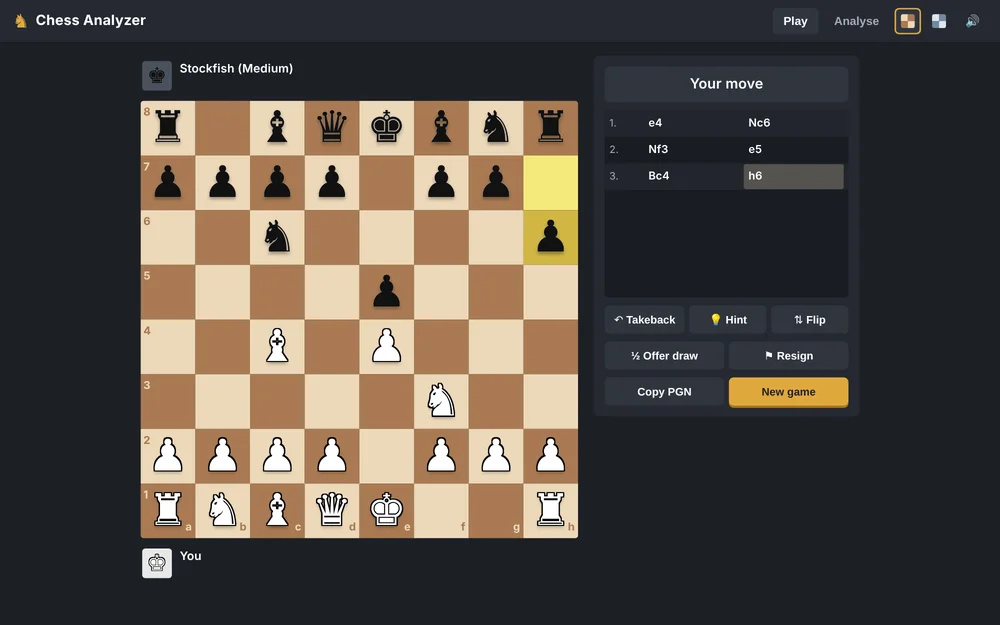 Chess Analyzer
Play
Analyse
Stockfish (Medium)
8
7
6
5
4
3
2
1
a b c d e f g h
You
Your move
1. e4 Nc6
2. Nf3 e5
3. Bc4 h6
↶ Takeback
💡 Hint
⇅ Flip
½ Offer draw
⚑ Resign
Copy PGN
New game